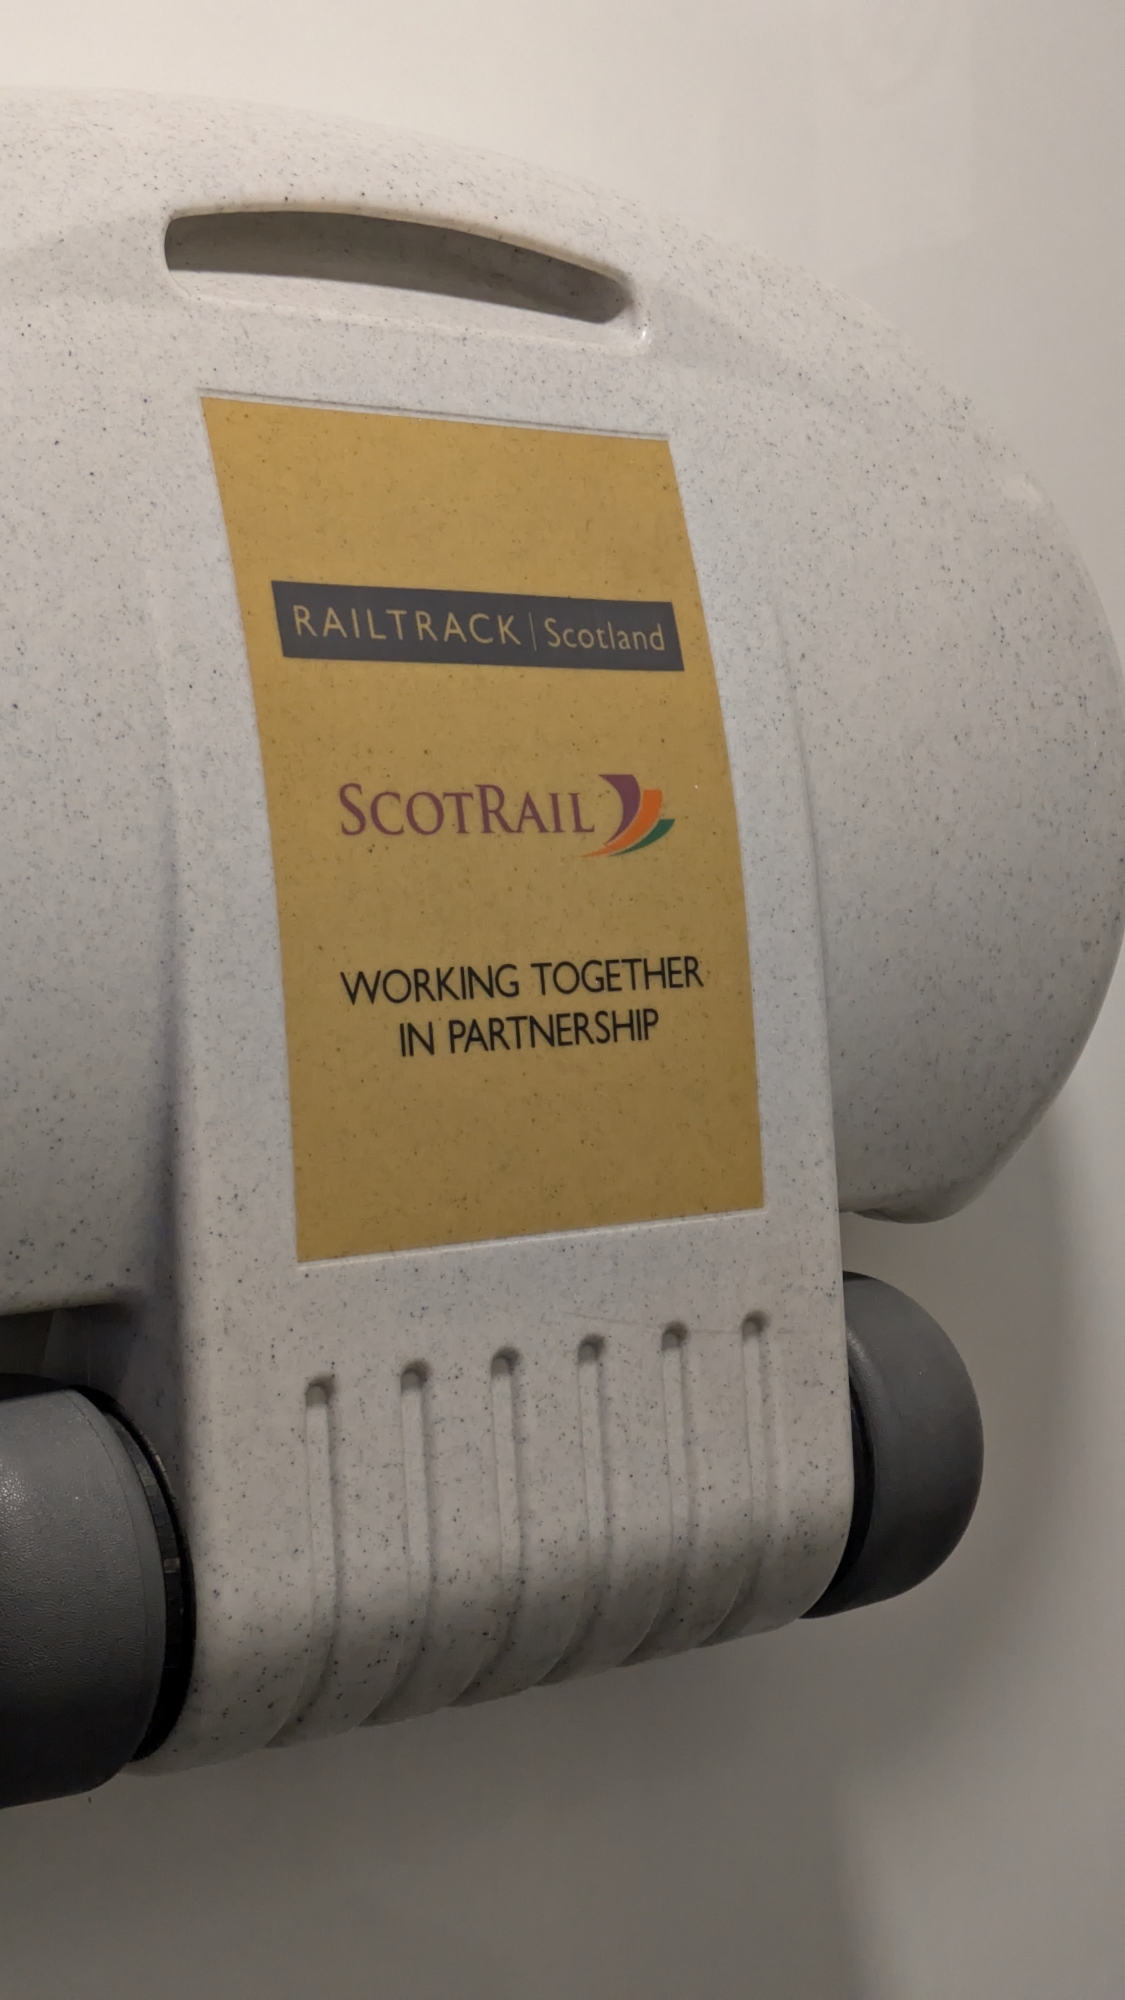 RAILTRACK | Scotland
SCOTRAIL
WORKING TOGETHER
IN PARTNERSHIP